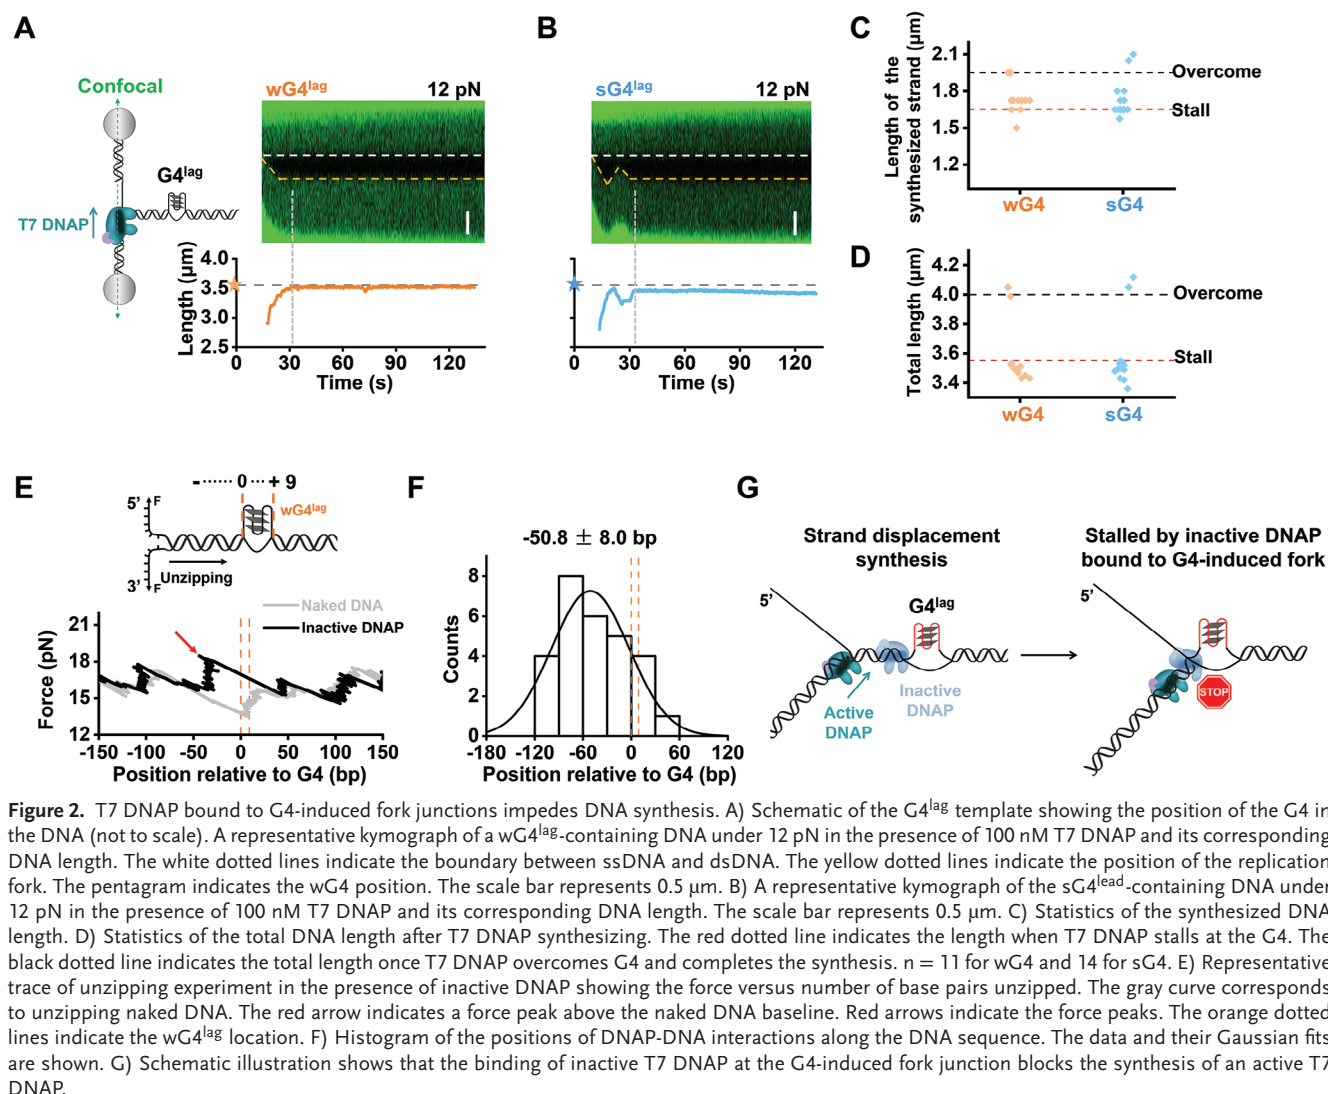 A
Confocal
T7 DNAP
G4lag
wG4lag
12 pN
Length (µm)
4.0
3.5
3.0
2.5
0
30
60
90
120
Time (s)
B
sG4lag
12 pN
0
30
60
90
120
Time (s)
C
Length of the
synthesized strand (µm)
2.1
1.8
1.5
1.2
Overcome
Stall
wG4
sG4
D
Total length (µm)
4.2
4.0
3.8
3.6
3.4
Overcome
Stall
wG4
sG4
E
- ······ 0 ··· + 9
5’
F
wG4lag
Unzipping
3’
F
Naked DNA
Inactive DNAP
Force (pN)
21
18
15
12
-150
-100
-50
0
50
100
150
Position relative to G4 (bp)
F
-50.8 ± 8.0 bp
Counts
8
6
4
2
0
-180
-120
-60
0
60
120
Position relative to G4 (bp)
G
Strand displacement
synthesis
5’
G4lag
Active
DNAP
Inactive
DNAP
Stalled by inactive DNAP
bound to G4-induced fork
5’
STOP
Figure 2. T7 DNAP bound to G4-induced fork junctions impedes DNA synthesis. A) Schematic of the G4lag template showing the position of the G4 in
the DNA (not to scale). A representative kymograph of a wG4lag-containing DNA under 12 pN in the presence of 100 nM T7 DNAP and its corresponding
DNA length. The white dotted lines indicate the boundary between ssDNA and dsDNA. The yellow dotted lines indicate the position of the replication
fork. The pentagram indicates the wG4 position. The scale bar represents 0.5 µm. B) A representative kymograph of the sG4lead-containing DNA under
12 pN in the presence of 100 nM T7 DNAP and its corresponding DNA length. The scale bar represents 0.5 µm. C) Statistics of the synthesized DNA
length. D) Statistics of the total DNA length after T7 DNAP synthesizing. The red dotted line indicates the length when T7 DNAP stalls at the G4. The
black dotted line indicates the total length once T7 DNAP overcomes G4 and completes the synthesis. n = 11 for wG4 and 14 for sG4. E) Representative
trace of unzipping experiment in the presence of inactive DNAP showing the force versus number of base pairs unzipped. The gray curve corresponds
to unzipping naked DNA. The red arrow indicates a force peak above the naked DNA baseline. Red arrows indicate the force peaks. The orange dotted
lines indicate the wG4lag location. F) Histogram of the positions of DNAP-DNA interactions along the DNA sequence. The data and their Gaussian fits
are shown. G) Schematic illustration shows that the binding of inactive T7 DNAP at the G4-induced fork junction blocks the synthesis of an active T7
DNAP.